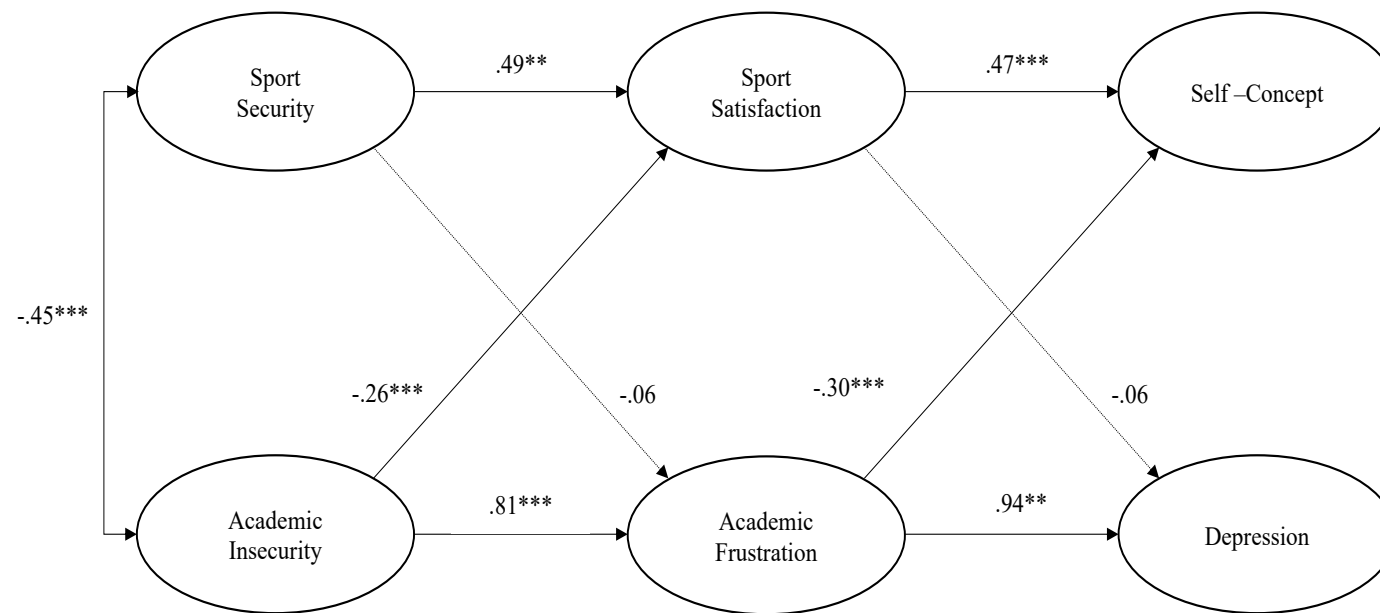 .49**
.47***
Sport
Security
Sport
Satisfaction
Self –Concept
-.45***
-.26***
-.06
-.30***
-.06
.81***
.94**
Academic
Insecurity
Academic
Frustration
Depression